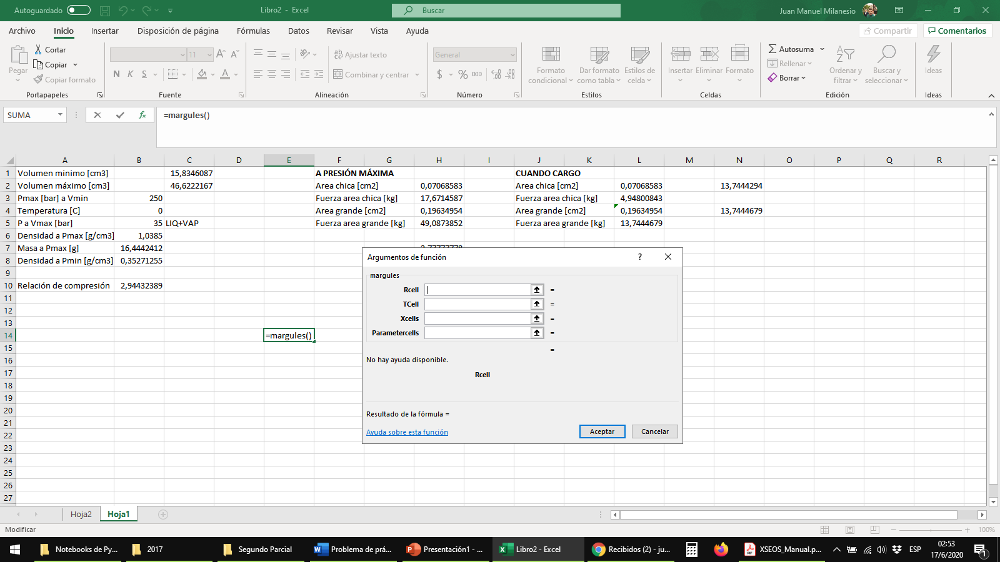 Autoguardado
Libro2 - Excel
Buscar
Juan Manuel Milanesio
Archivo Inicio Insertar Disposición de página Fórmulas Datos Revisar Vista Ayuda
Compartir Comentarios
Pegar
Cortar
Copiar
Copiar formato
Portapapeles
11
N K S
A A
Fuente
Ajustar texto
Combinar y centrar
Alineación
General
$ % 000
Número
Formato condicional
Dar formato como tabla
Estilos de celda
Estilos
Insertar Eliminar Formato
Celdas
Autosuma
Rellenar
Borrar
Ordenar y filtrar
Buscar y seleccionar
Edición
Ideas
Ideas
SUMA
fx
=margules()
A B C D E F G H I J K L M N O P Q R
1 Volumen minimo [cm3] 15,8346087 A PRESIÓN MÁXIMA CUANDO CARGO
2 Volumen máximo [cm3] 46,6222167 Area chica [cm2] 0,07068583 Area chica [cm2] 0,07068583 13,7444294
3 Pmax [bar] a Vmin 250 Fuerza area chica [kg] 17,6714587 Fuerza area chica [kg] 4,94800843
4 Temperatura [C] 0 Area grande [cm2] 0,19634954 Area grande [cm2] 0,19634954 13,7444679
5 P a Vmax [bar] 35 LIQ+VAP Fuerza area grande [kg] 49,0873852 Fuerza area grande [kg] 13,7444679
6 Densidad a Pmax [g/cm3] 1,0385
7 Masa a Pmax [g] 16,4442412
8 Densidad a Pmin [g/cm3] 0,35271255
9
10 Relación de compresión 2,94432389
11
12
13
14 =margules()
15
16
17
18
19
20
21
22
23
24
25
26
27
Argumentos de función ?
margules
Rcell =
TCell =
Xcells =
Parametercells =
=
No hay ayuda disponible.
Rcell
Resultado de la fórmula =
Ayuda sobre esta función
Aceptar Cancelar
Hoja2 Hoja1
Modificar
100%
Notebooks de Py...
2017
Segundo Parcial
Problema de prá...
Presentación1 - ...
Libro2 - Excel
Recibidos (2) - ju...
XSEOS_Manual.p...
ESP
02:53
17/6/2020
1